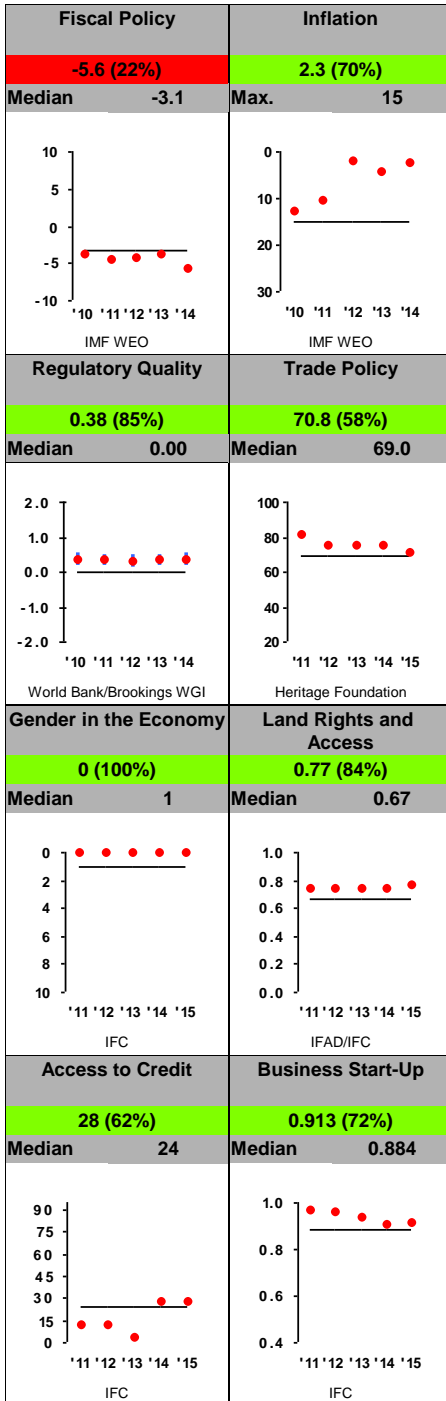 Fiscal Policy
-5.6 (22%)
Median -3.1
10
5
0
-5
-10
'10 '11 '12 '13 '14
IMF WEO
Inflation
2.3 (70%)
Max. 15
0
10
20
30
'10 '11 '12 '13 '14
IMF WEO
Regulatory Quality
0.38 (85%)
Median 0.00
2.0
1.0
0.0
-1.0
-2.0
'10 '11 '12 '13 '14
World Bank/Brookings WGI
Trade Policy
70.8 (58%)
Median 69.0
100
80
60
40
20
'11 '12 '13 '14 '15
Heritage Foundation
Gender in the Economy
0 (100%)
Median 1
0
2
4
6
8
10
'11 '12 '13 '14 '15
IFC
Land Rights and
Access
0.77 (84%)
Median 0.67
1.0
0.8
0.6
0.4
0.2
0.0
'11 '12 '13 '14 '15
IFAD/IFC
Access to Credit
28 (62%)
Median 24
90
75
60
45
30
15
0
'11 '12 '13 '14 '15
IFC
Business Start-Up
0.913 (72%)
Median 0.884
1.0
0.8
0.6
0.4
'11 '12 '13 '14 '15
IFC